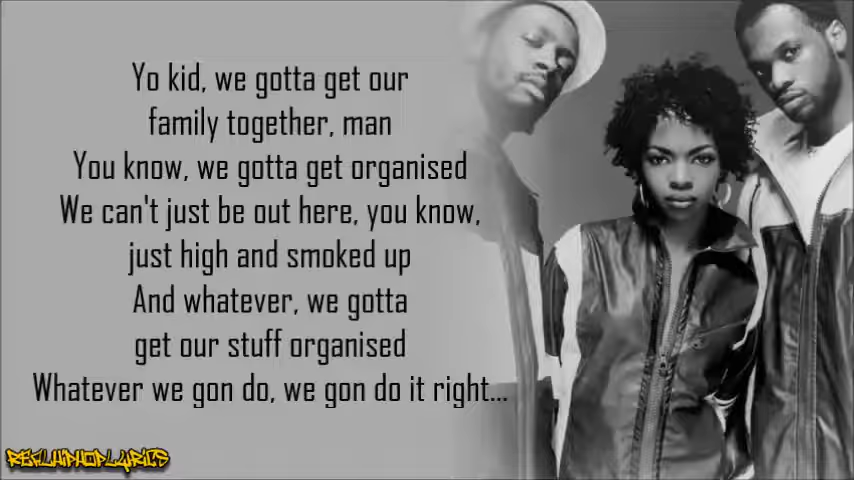 Yo kid, we gotta get our
family together, man
You know, we gotta get organised
We can't just be out here, you know,
just high and smoked up
And whatever, we gotta
get our stuff organised
Whatever we gon do, we gon do it right...
REALHIPHOPLYRICS